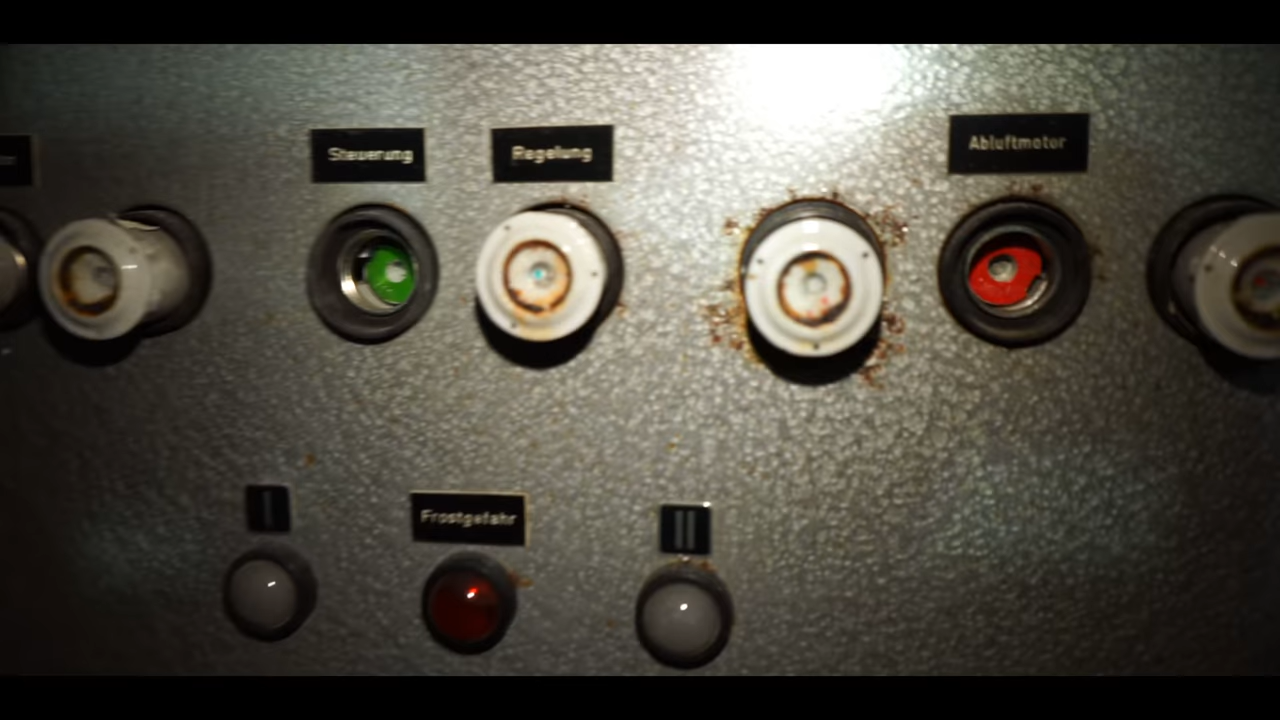 Steuerung
Regelung
Abluftmotor
I
Frostgefahr
II